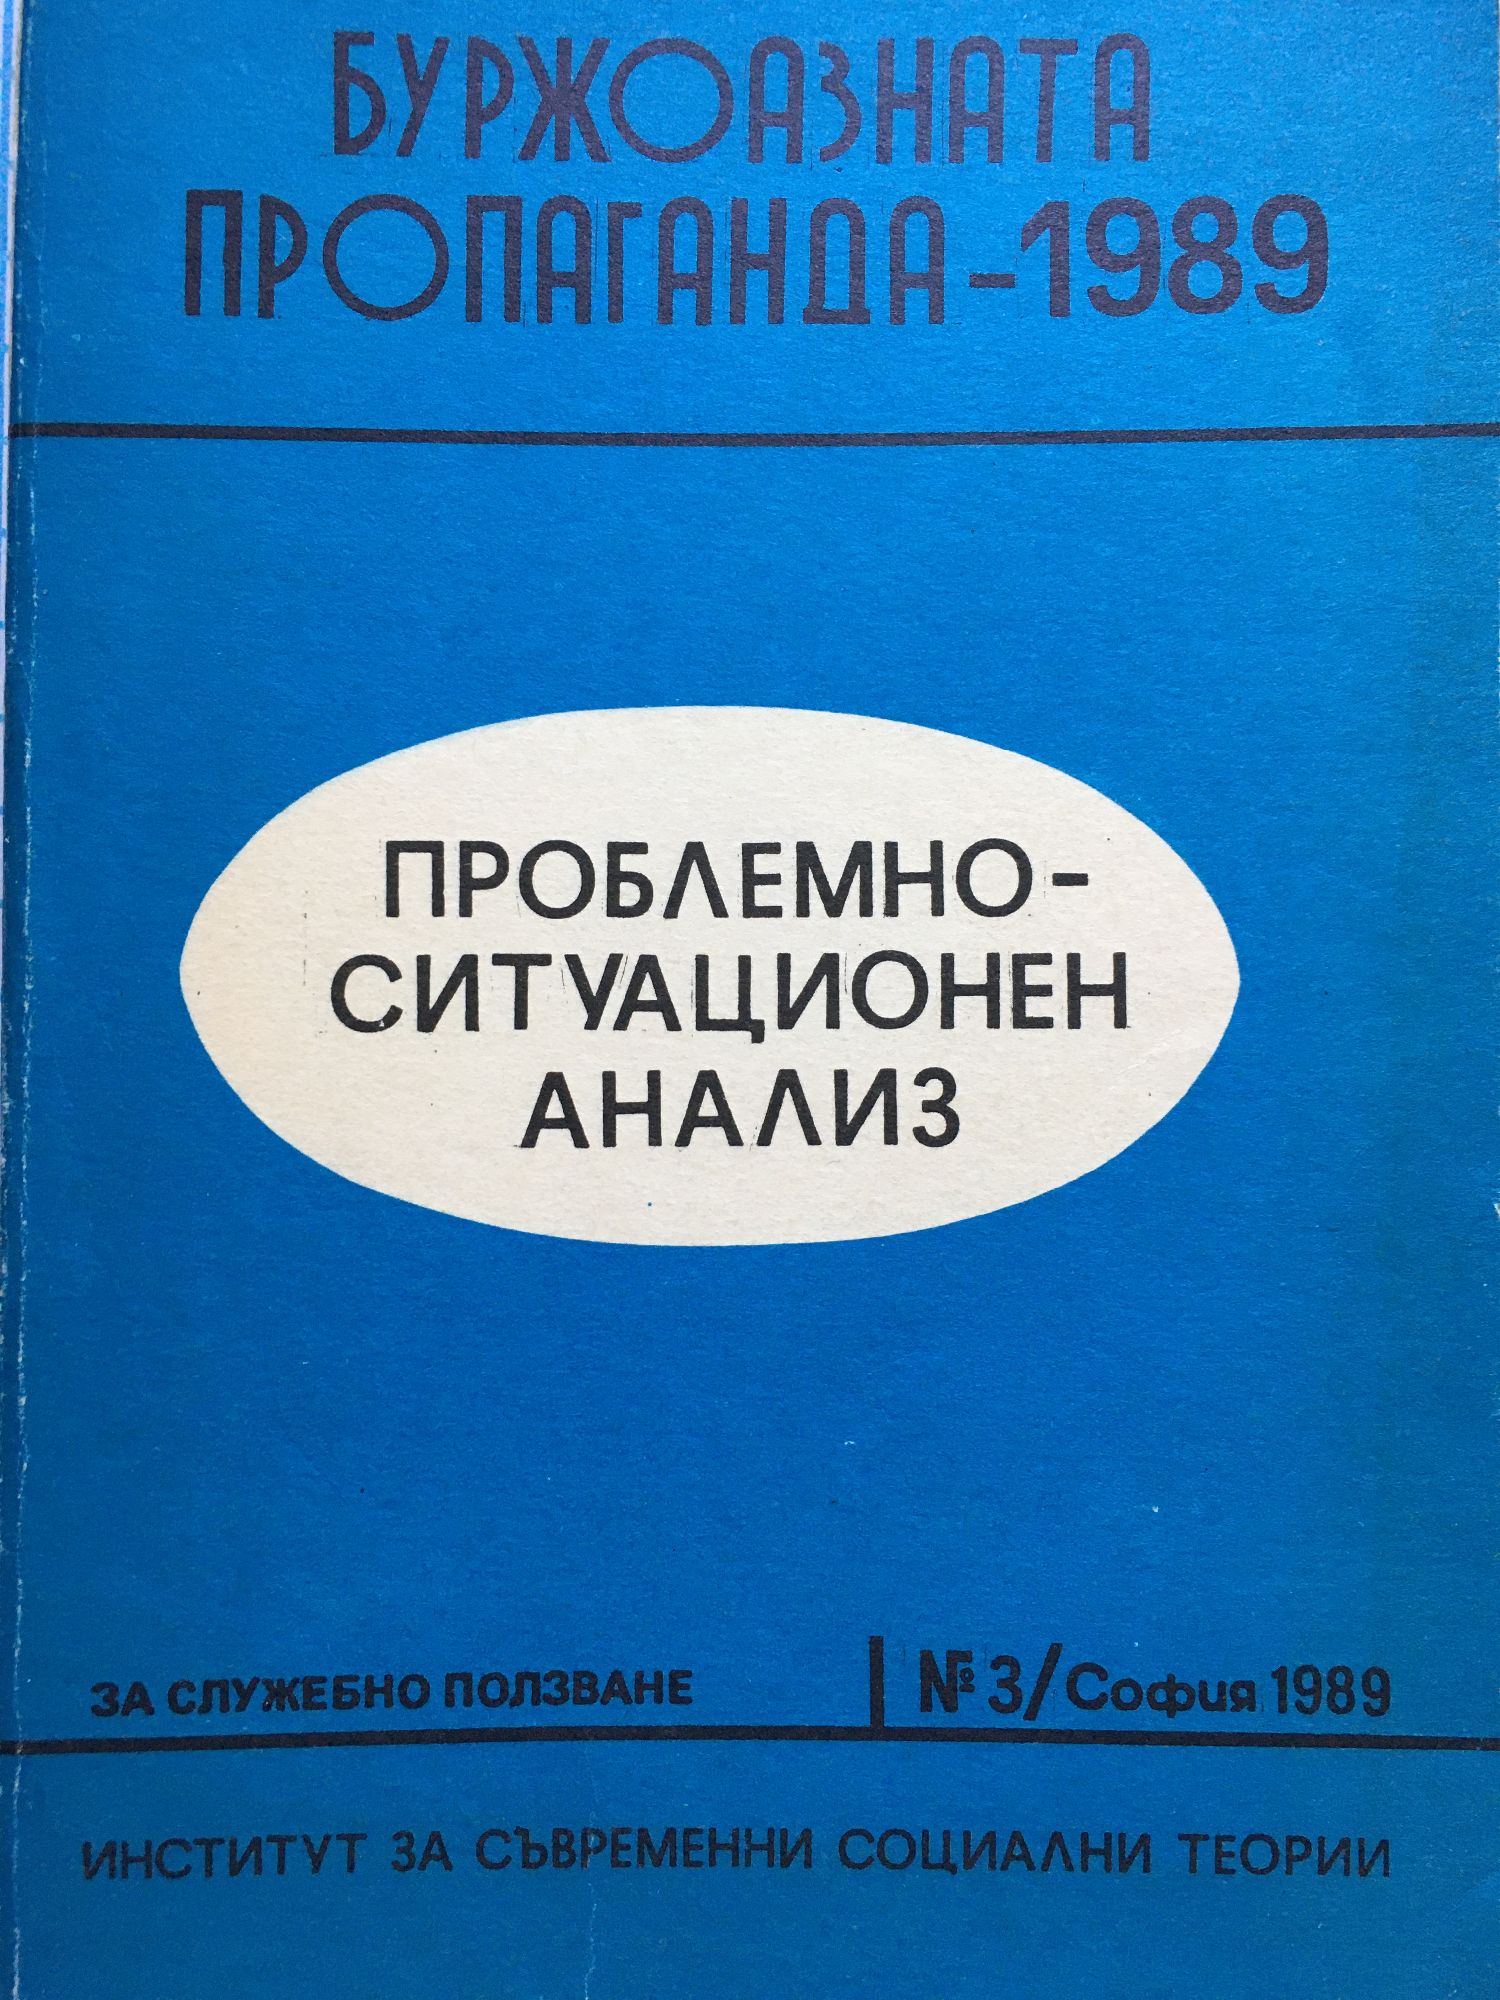 БУРЖОАЗНАТА
ПРОПАГАНДА-1989
ПРОБЛЕМНО-
СИТУАЦИОНЕН
АНАЛИЗ
ЗА СЛУЖЕБНО ПОЛЗВАНЕ
№ 3/София 1989
ИНСТИТУТ ЗА СЪВРЕМЕННИ СОЦИАЛНИ ТЕОРИИ